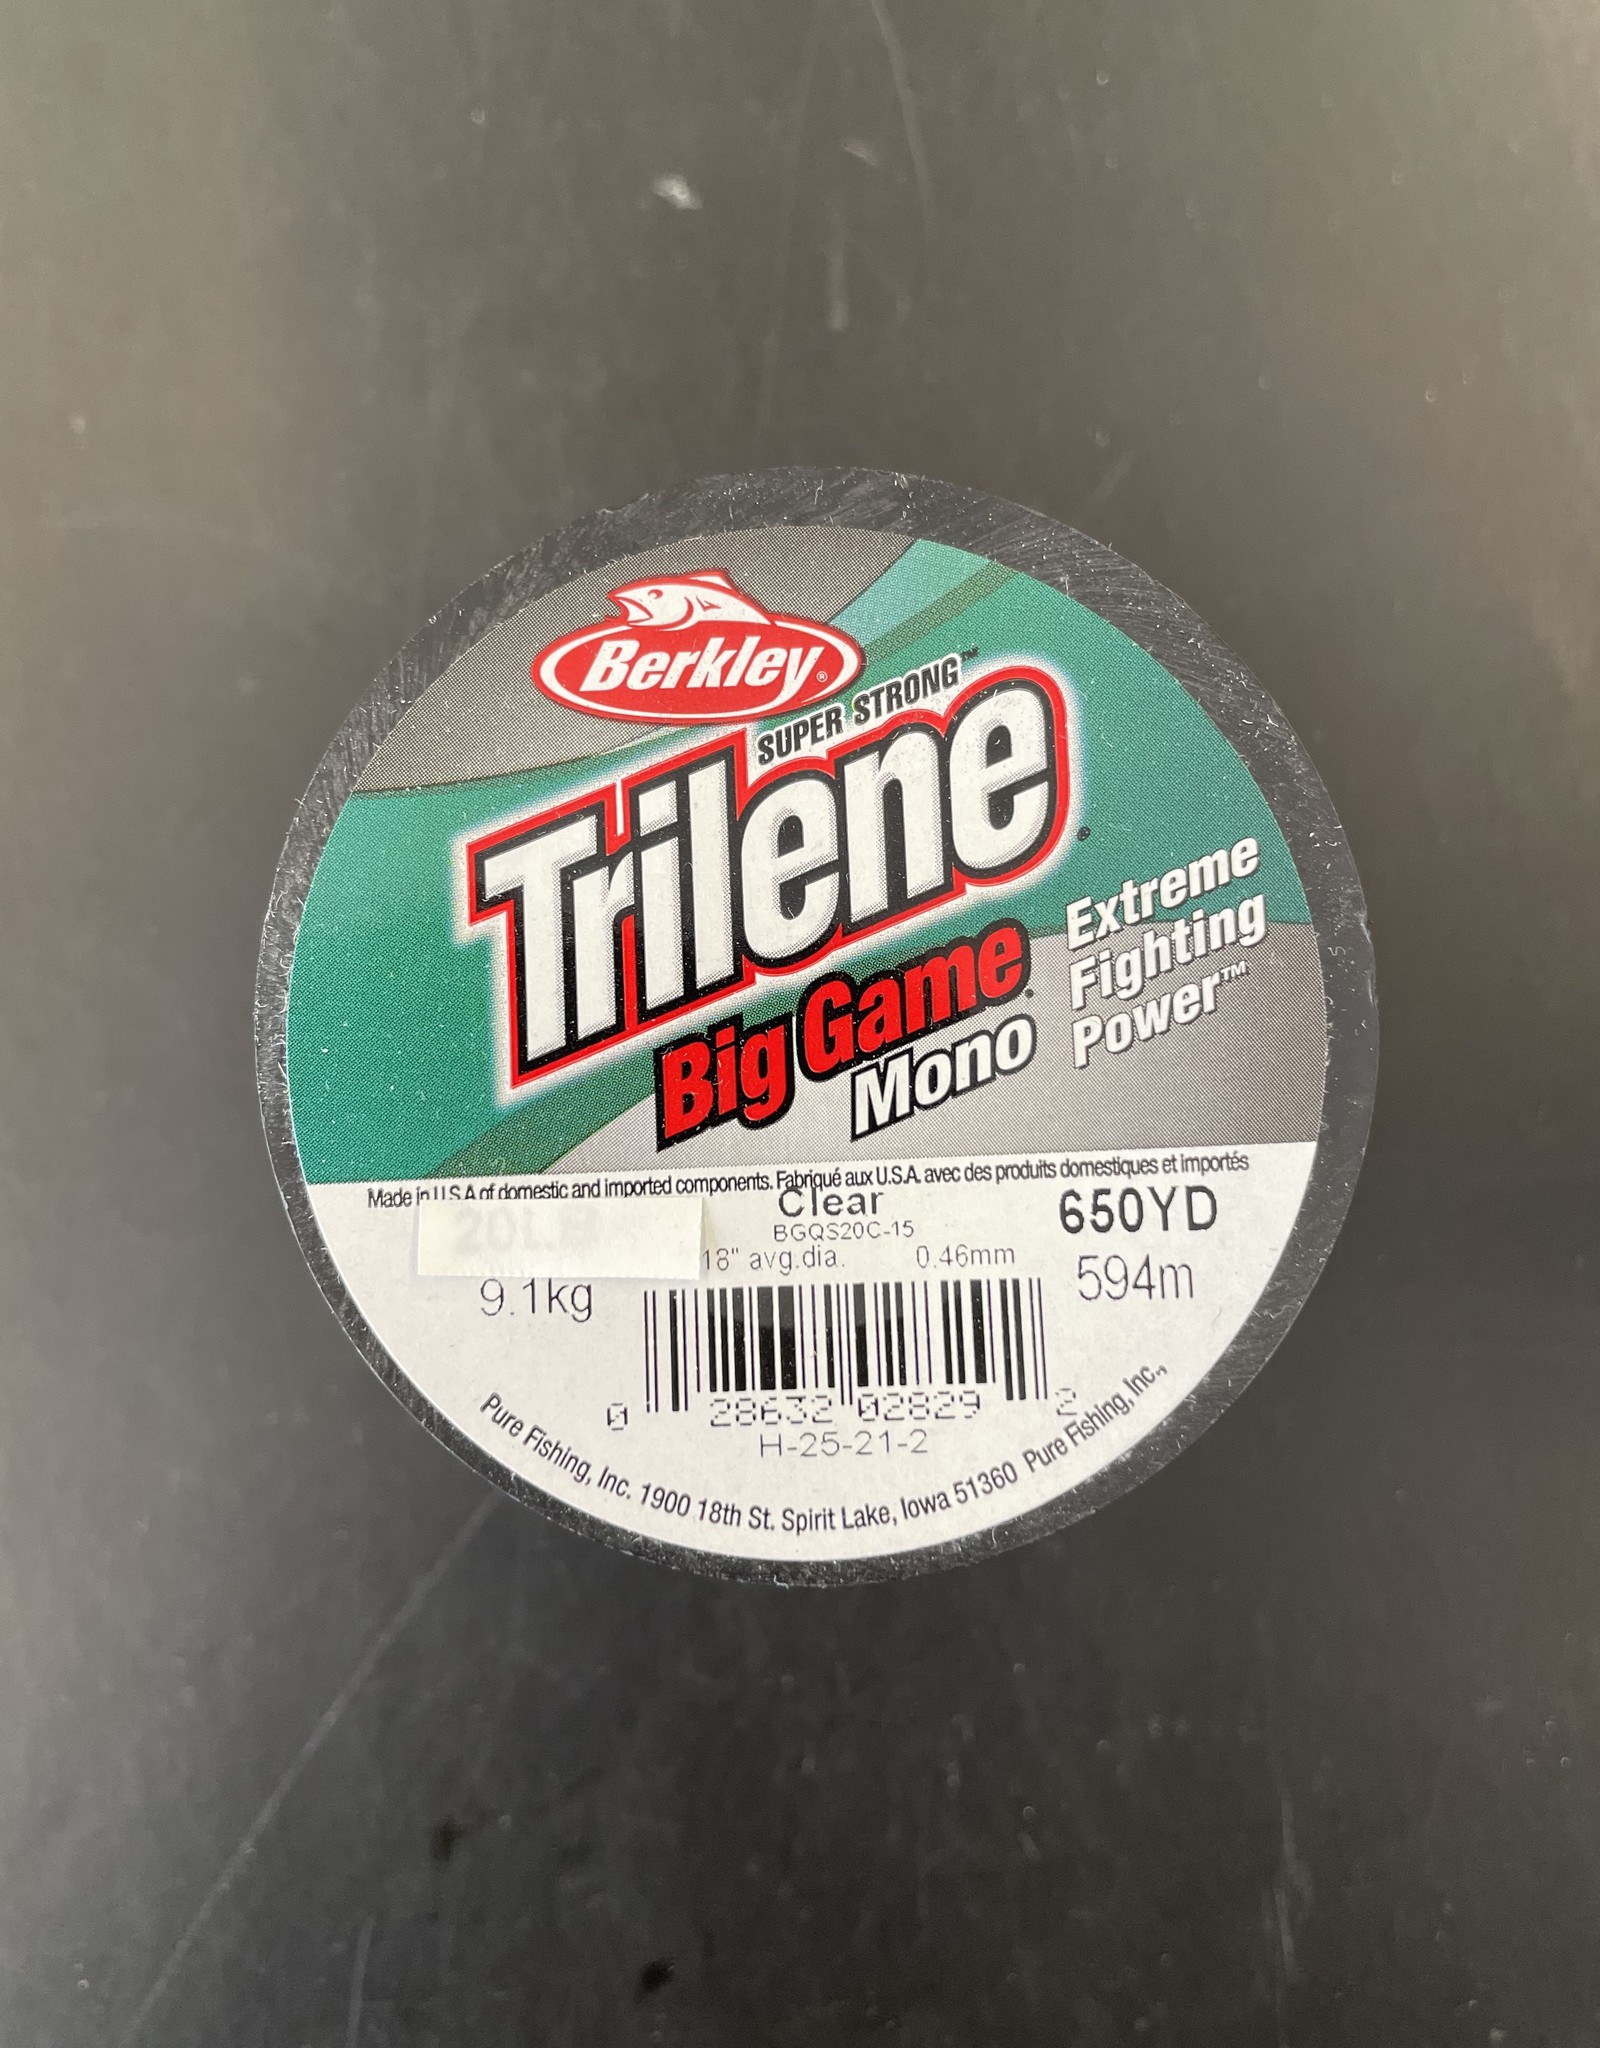 Berkley®
SUPER STRONG™
Trilene®
Big Game®
Mono
Extreme
Fighting
Power™
Made in U.S.A of domestic and imported components. Fabriqué aux U.S.A. avec des produits domestiques et importés
20LB
Clear
650YD
BGQS20C-15
18" avg.dia. 0.46mm
9.1kg
594m
0 28632 02829 2
H-25-21-2
Pure Fishing, Inc. 1900 18th St. Spirit Lake, Iowa 51360 Pure Fishing, Inc.,